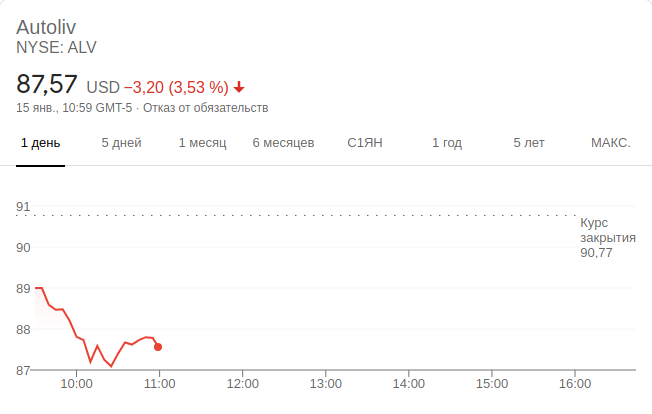 Autoliv
NYSE: ALV
87,57 USD −3,20 (3,53 %)
15 янв., 10:59 GMT-5 · Отказ от обязательств
1 день 5 дней 1 месяц 6 месяцев С1ЯН 1 год 5 лет МАКС.
91
Курс
закрытия
90,77
90
89
88
87
10:00 11:00 12:00 13:00 14:00 15:00 16:00